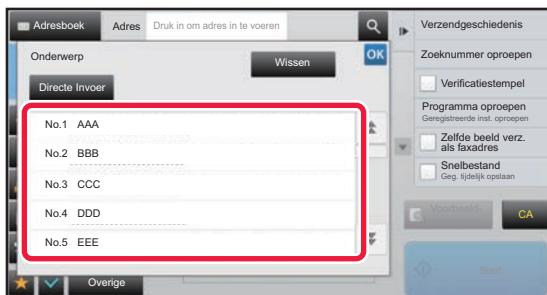 Adresboek
Adres
Druk in om adres in te voeren
Onderwerp
Wissen
OK
Directe Invoer
No.1 AAA
No.2 BBB
No.3 CCC
No.4 DDD
No.5 EEE
Overige
Verzendgeschiedenis
Zoeknummer oproepen
Verificatiestempel
Programma oproepen
Geregistreerde inst. oproepen
Zelfde beeld verz.
als faxadres
Snelbestand
Geg. tijdelijk opslaan
Voorbeeld
CA
Start